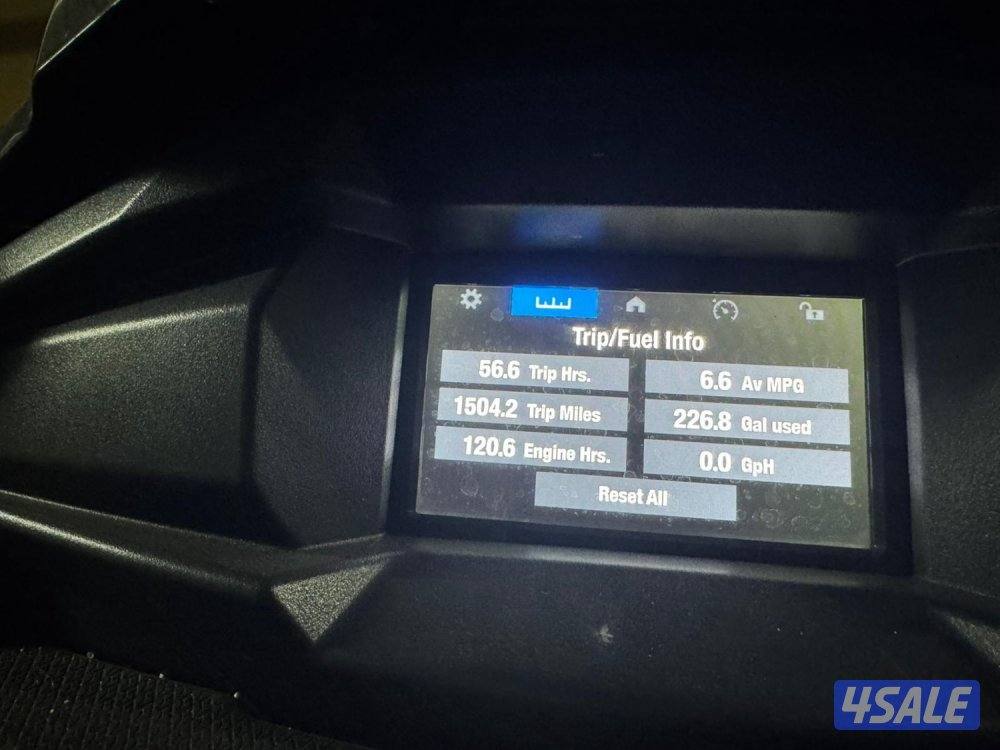 Trip/Fuel Info
56.6 Trip Hrs.
6.6 Av MPG
1504.2 Trip Miles
226.8 Gal used
120.6 Engine Hrs.
0.0 GpH
Reset All
4SALE